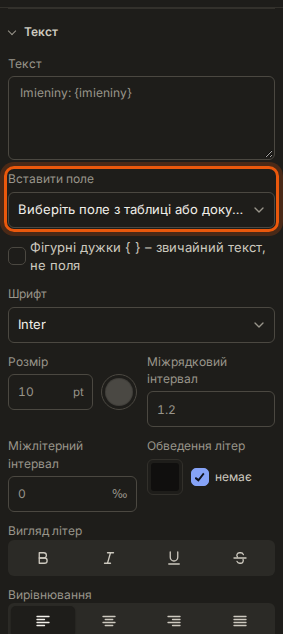 Текст
Текст
Imieniny: {imieniny}
Вставити поле
Виберіть поле з таблиці або доку...
Фігурні дужки { } – звичайний текст,
не поля
Шрифт
Inter
Розмір
10 pt
Міжрядковий
інтервал
1.2
Міжлітерний
інтервал
0 ‰
Обведення літер
немає
Вигляд літер
B I U S
Вирівнювання